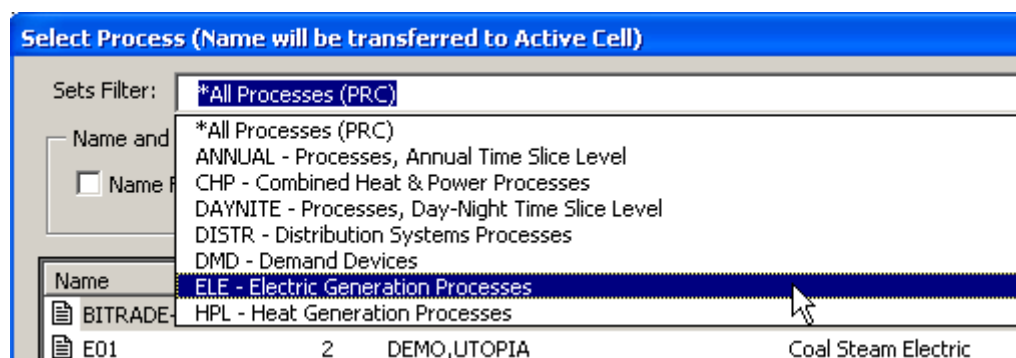 Select Process (Name will be transferred to Active Cell)
Sets Filter: *All Processes (PRC)
*All Processes (PRC)
Name and
ANNUAL - Processes, Annual Time Slice Level
Name
CHP - Combined Heat & Power Processes
DAYNITE - Processes, Day-Night Time Slice Level
DISTR - Distribution Systems Processes
DMD - Demand Devices
Name
ELE - Electric Generation Processes
BITRADE-
HPL - Heat Generation Processes
E01 2 DEMO,UTOPIA Coal Steam Electric